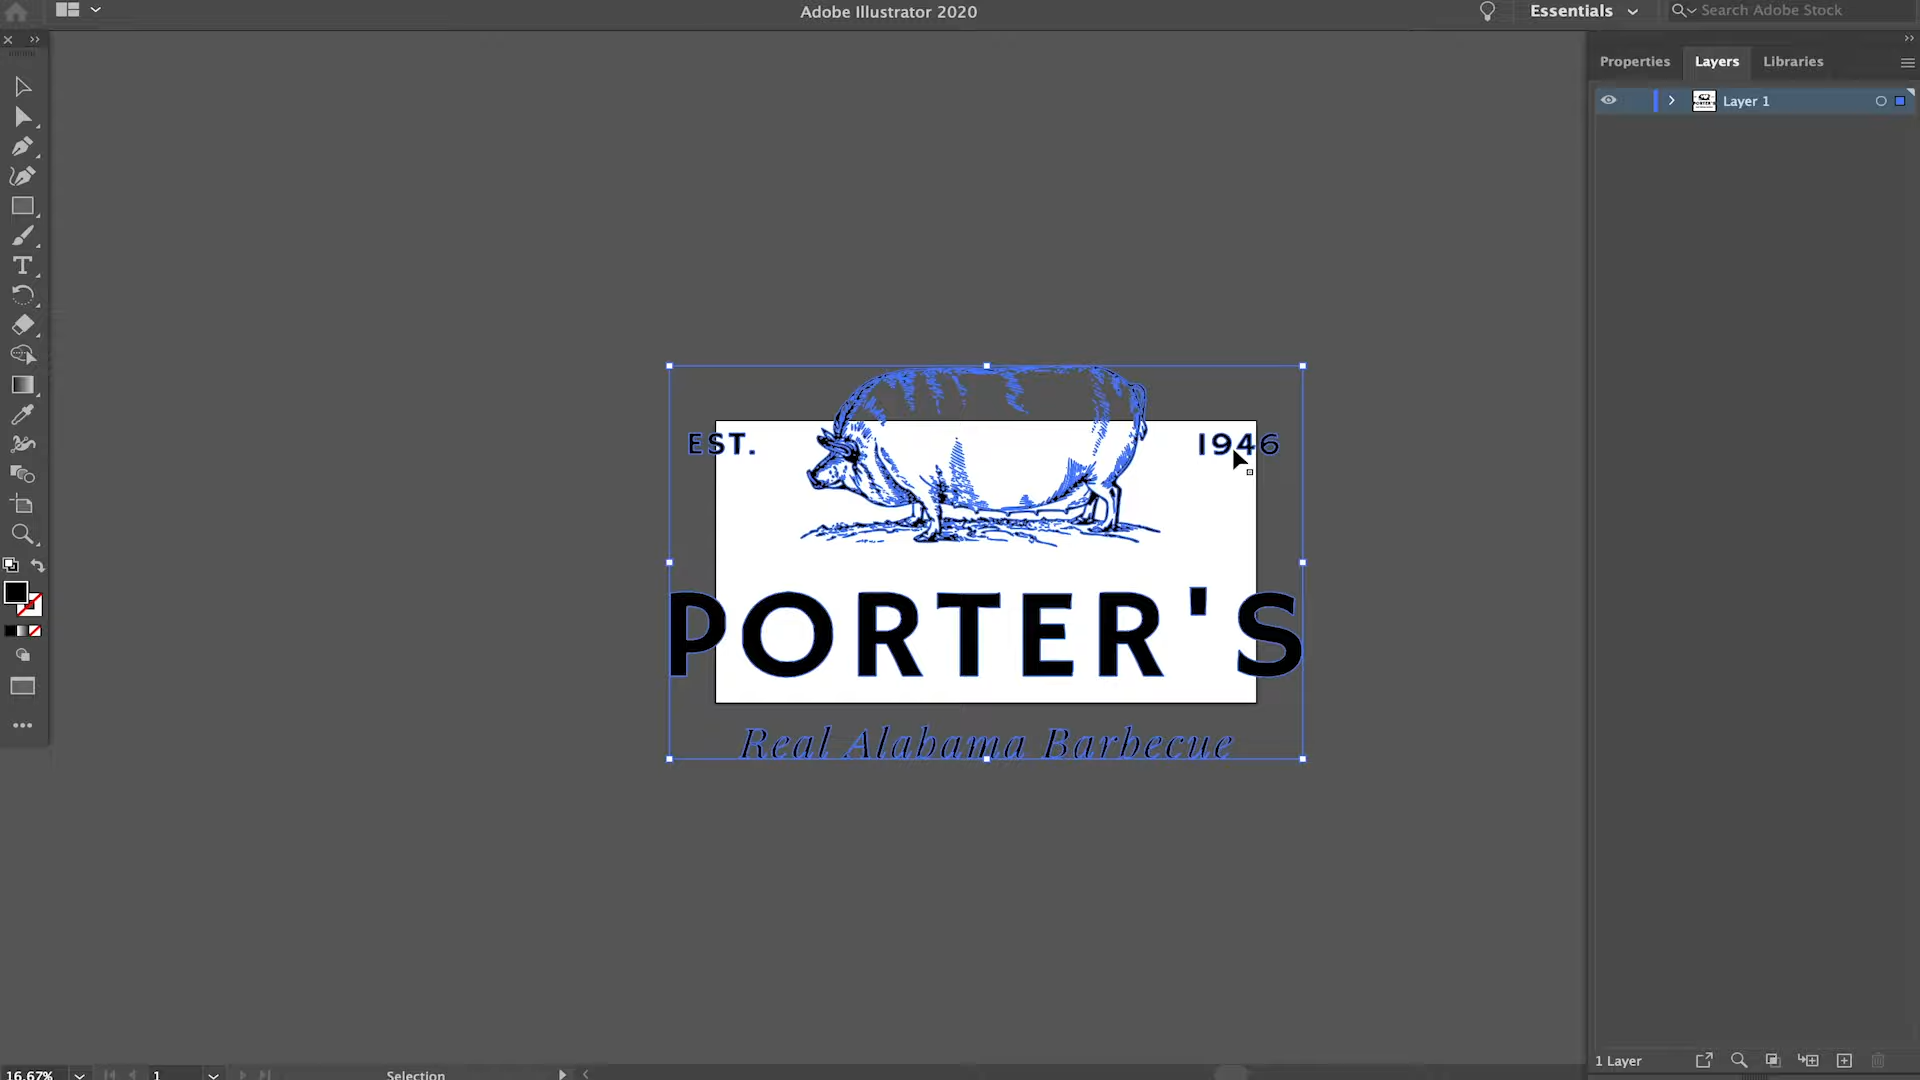 Adobe Illustrator 2020
Essentials
Search Adobe Stock
Properties
Layers
Libraries
Layer 1
EST.
1946
PORTER'S
Real Alabama Barbecue
1 Layer
16.67%
1
Selection